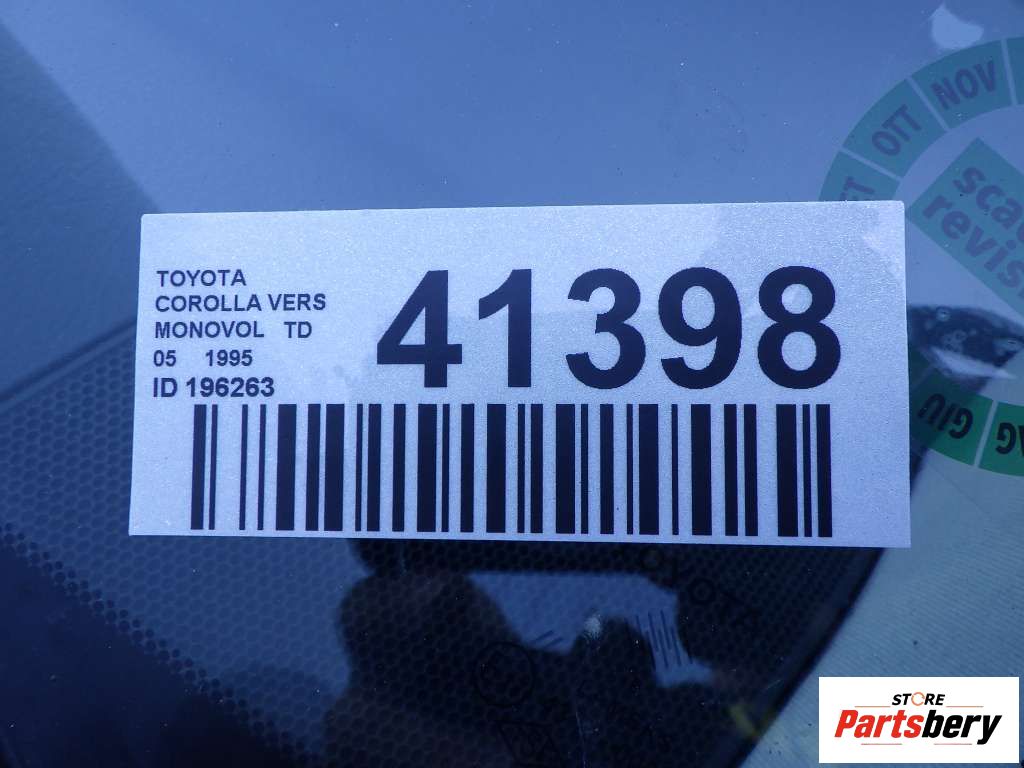 NOV
OTT
TOYOTA
COROLLA VERS
MONOVOL TD
05 1995
ID 196263
41398
GIU
STORE
Partsbery